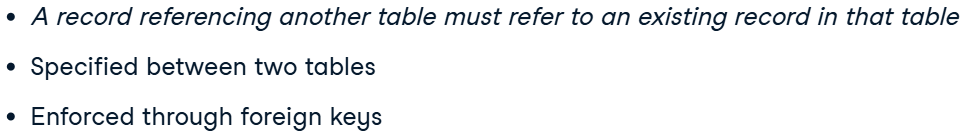 • A record referencing another table must refer to an existing record in that table
• Specified between two tables
• Enforced through foreign keys